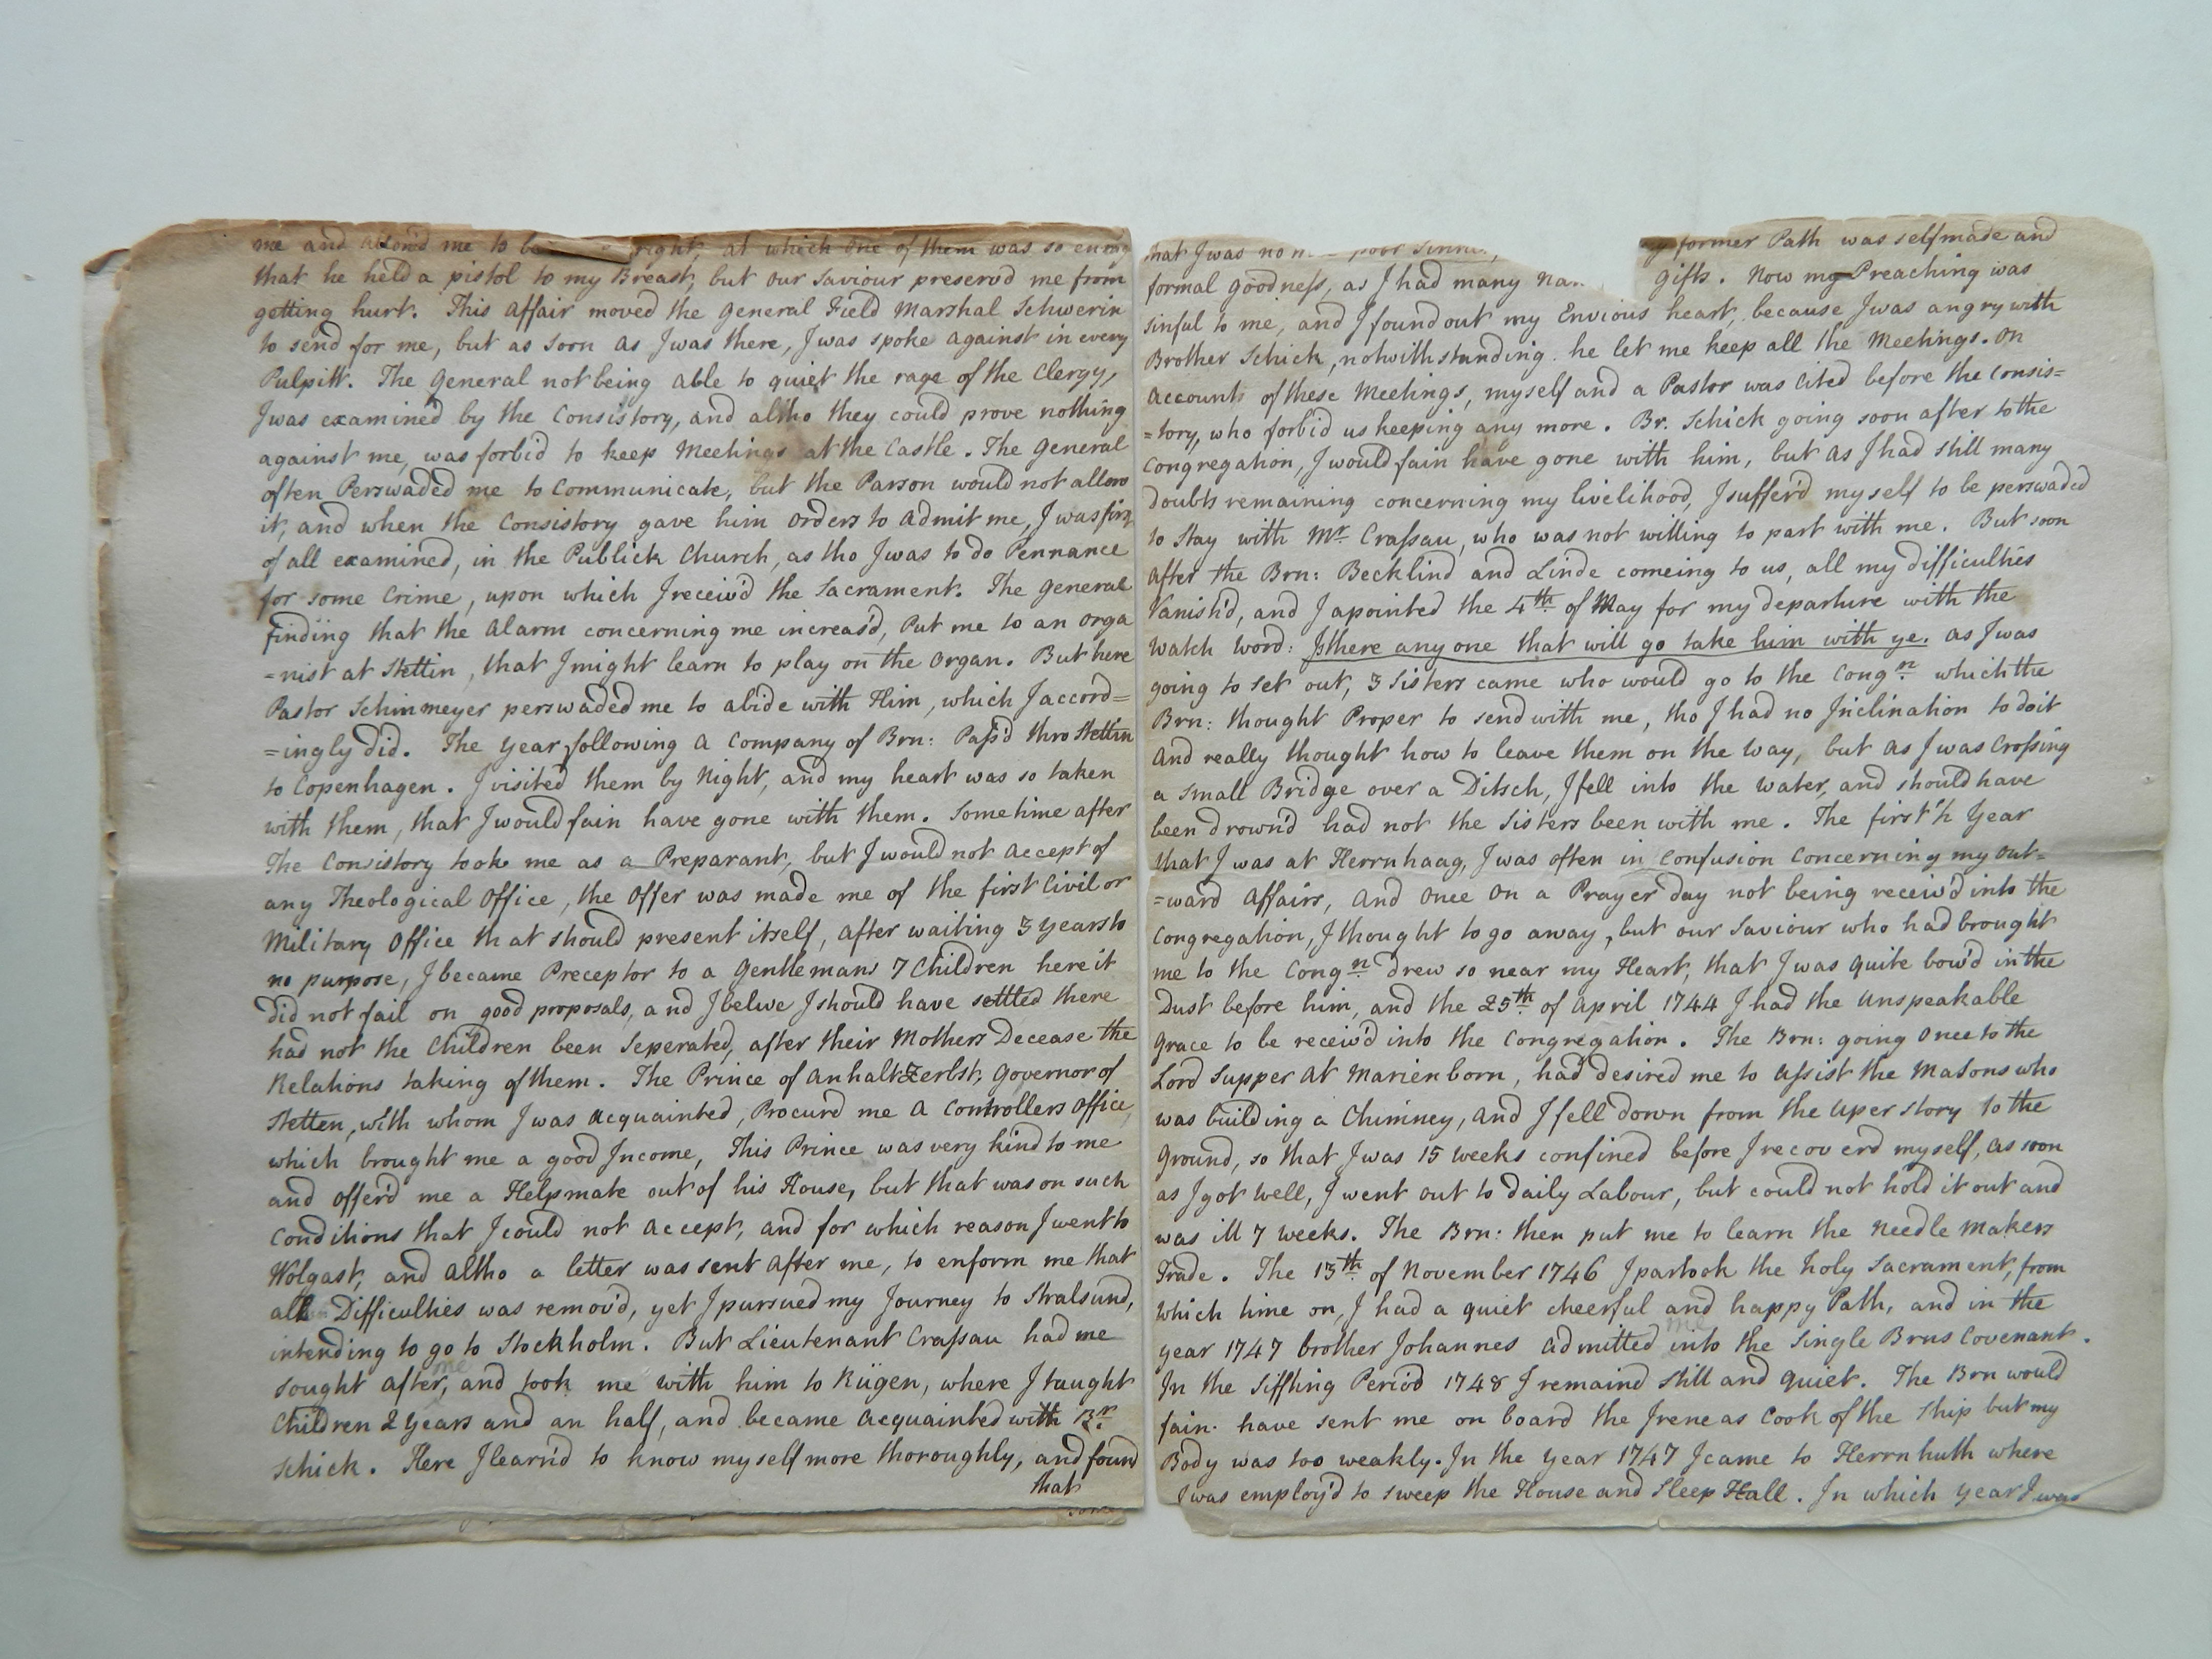 me and allow'd me to be right, at which one of them was so
that he held a pistol to my Breast, but our Saviour preserv'd me from
getting hurt. This affair moved the General Field Marshal Schwerin
to send for me, but as soon as I was there, I was spoke against in every
Pulpitt. The General not being able to quiet the rage of the Clergy,
I was examined by the Consistory, and altho they could prove nothing
against me, was forbid to keep Meetings at the Castle. The General
often Perswaded me to Communicate, but the Parson would not allow
it, and when the Consistory gave him orders to admit me, I was first
of all examined, in the Publick Church, as tho I was to do Pennance
for some Crime, upon which I receiv'd the Sacrament. The General
finding that the Alarm concerning me increas'd, Put me to an orga
=nist at Stettin, that I might learn to play on the organ. But here
Pastor Schinmeyer perswaded me to abide with Him, which I accord=
=ingly did. The Year following a Company of Brn: Pass'd thro Stettin
to Copenhagen. I visited them by Night, and my heart was so taken
with them, that I would fain have gone with them. Sometime after
The Consistory took me as a Preparant, but I would not accept of
any Theological Office, the Offer was made me of the first Civil or
Military Office that should present itself, after waiting 3 Years to
no purpose, I became Preceptor to a Gentlemans 7 Children here it
did not fail on good proposals, and I belive I should have settled there
had not the Children been Seperated, after their Mothers Decease the
Relations taking of them. The Prince of Anhalt Zerbst, Governor of
Stetten, with whom I was acquainted, Procur'd me a Controllers Office,
which brought me a good Income, This Prince was very kind to me
and offer'd me a Helpmate out of his House, but that was on such
Conditions that I could not accept, and for which reason I went to
Wolgast, and altho a letter was sent after me, to enform me that
all Difficulties was remov'd, yet I pursued my Journey to Stralsund,
intending to go to Stockholm. But Lieutenant Crassau had me
me
sought after, and took me with him to Rügen, where I taught
Children 2 Years and an half, and became acquainted with Br.
Schick. Here I learn'd to know myself more thoroughly, and found
that
that I was no poor
my former Path was selfmade and
formal goodness, as I had many gifts. Now my Preaching was
sinful to me, and I found out my Envious heart, because I was angry with
Brother Schick, notwithstanding he let me keep all the Meetings. On
accounts of these Meetings, myself and a Pastor was Cited before the Consis=
=tory, who forbid us keeping any more. Br. Schick going soon after to the
Congregation, I would fain have gone with him, but as I had still many
doubts remaining concerning my livelihood, I suffer'd myself to be perswaded
to Stay with Mr. Crassau, who was not willing to part with me. But soon
after the Brn: Becklind and Linde comeing to us, all my difficulties
Vanish'd, and I apointed the 4th of May for my departure with the
Watch Word: Is there any one that will go take him with ye. as I was
going to set out, 3 Sisters came who would go to the Congn. which the
Brn: thought Proper to send with me, tho I had no Inclination to do it
and really thought how to leave them on the Way, but as I was Crossing
a small Bridge over a Ditsch, I fell into the Water, and should have
been drown'd had not the Sisters been with me. The first ½ Year
that I was at Herrnhaag, I was often in confusion concerning my out=
=ward affairs, and once on a Prayer day not being receiv'd into the
Congregation, I thought to go away, but our Saviour who had brought
me to the Congn. drew so near my Heart, that I was quite bow'd in the
Dust before him, and the 25th of April 1744 I had the Unspeakable
Grace to be receiv'd into the Congregation. The Brn: going once to the
Lord Supper at Marienborn, had desired me to assist the Masons who
was building a Chimney, and I fell down from the Uper story to the
Ground, so that I was 15 weeks confined before I recoverd myself, as soon
as I got well, I went out to daily Labour, but could not hold it out and
was ill 7 weeks. The Brn: then put me to learn the Needle makers
Trade. The 13th of November 1746 I partook the holy Sacrament, from
which time on, I had a quiet cheerful and happy Path, and in the
me
year 1747 brother Johannes admitted into the Single Brns Covenant.
In the Siffting Period 1748 I remaind still and quiet. The Brn would
fain have sent me on board the Irene as Cook of the Ship but my
Body was too weakly. In the year 1747 I came to Herrnhuth where
I was employ'd to sweep the House and Sleep Hall. In which year I was